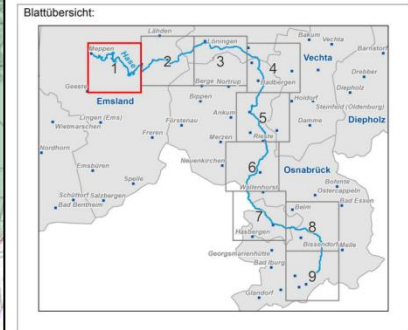 Blattübersicht:
Lähden
Löningen
Bakum
Vechta
Meppen
Hase
1
2
3
4
Vechta
Barnstorf
Drebber
Geeste
Berge
Nortrup
Badbergen
Diepholz
Emsland
Bippen
Holdorf
Steinfeld (Oldenburg)
Lingen (Ems)
Wietmarschen
Fürstenau
Ankum
5
Damme
Diepholz
Freren
Merzen
Rieste
Nordhorn
Neuenkirchen
Emsbüren
6
Osnabrück
Spelle
Bohmte
Ostercappeln
Schüttorf
Salzbergen
Wallenhorst
Bad Essen
Bad Bentheim
7
Belm
8
Hasbergen
Bissendorf
Melle
Georgsmarienhütte
Bad Iburg
9
Glandorf